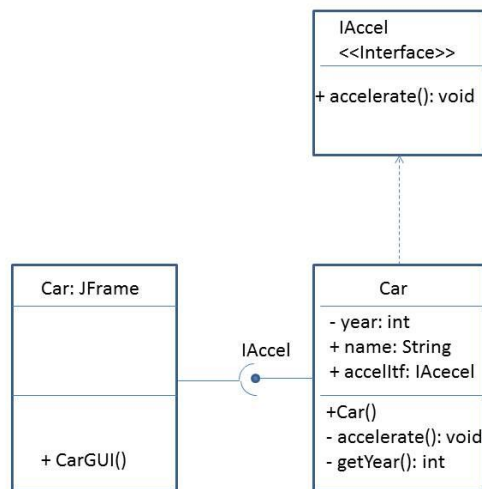 IAccel
<<Interface>>
+ accelerate(): void
Car: JFrame
+ CarGUI()
IAccel
Car
- year: int
+ name: String
+ accelItf: IAcecel
+Car()
- accelerate(): void
- getYear(): int